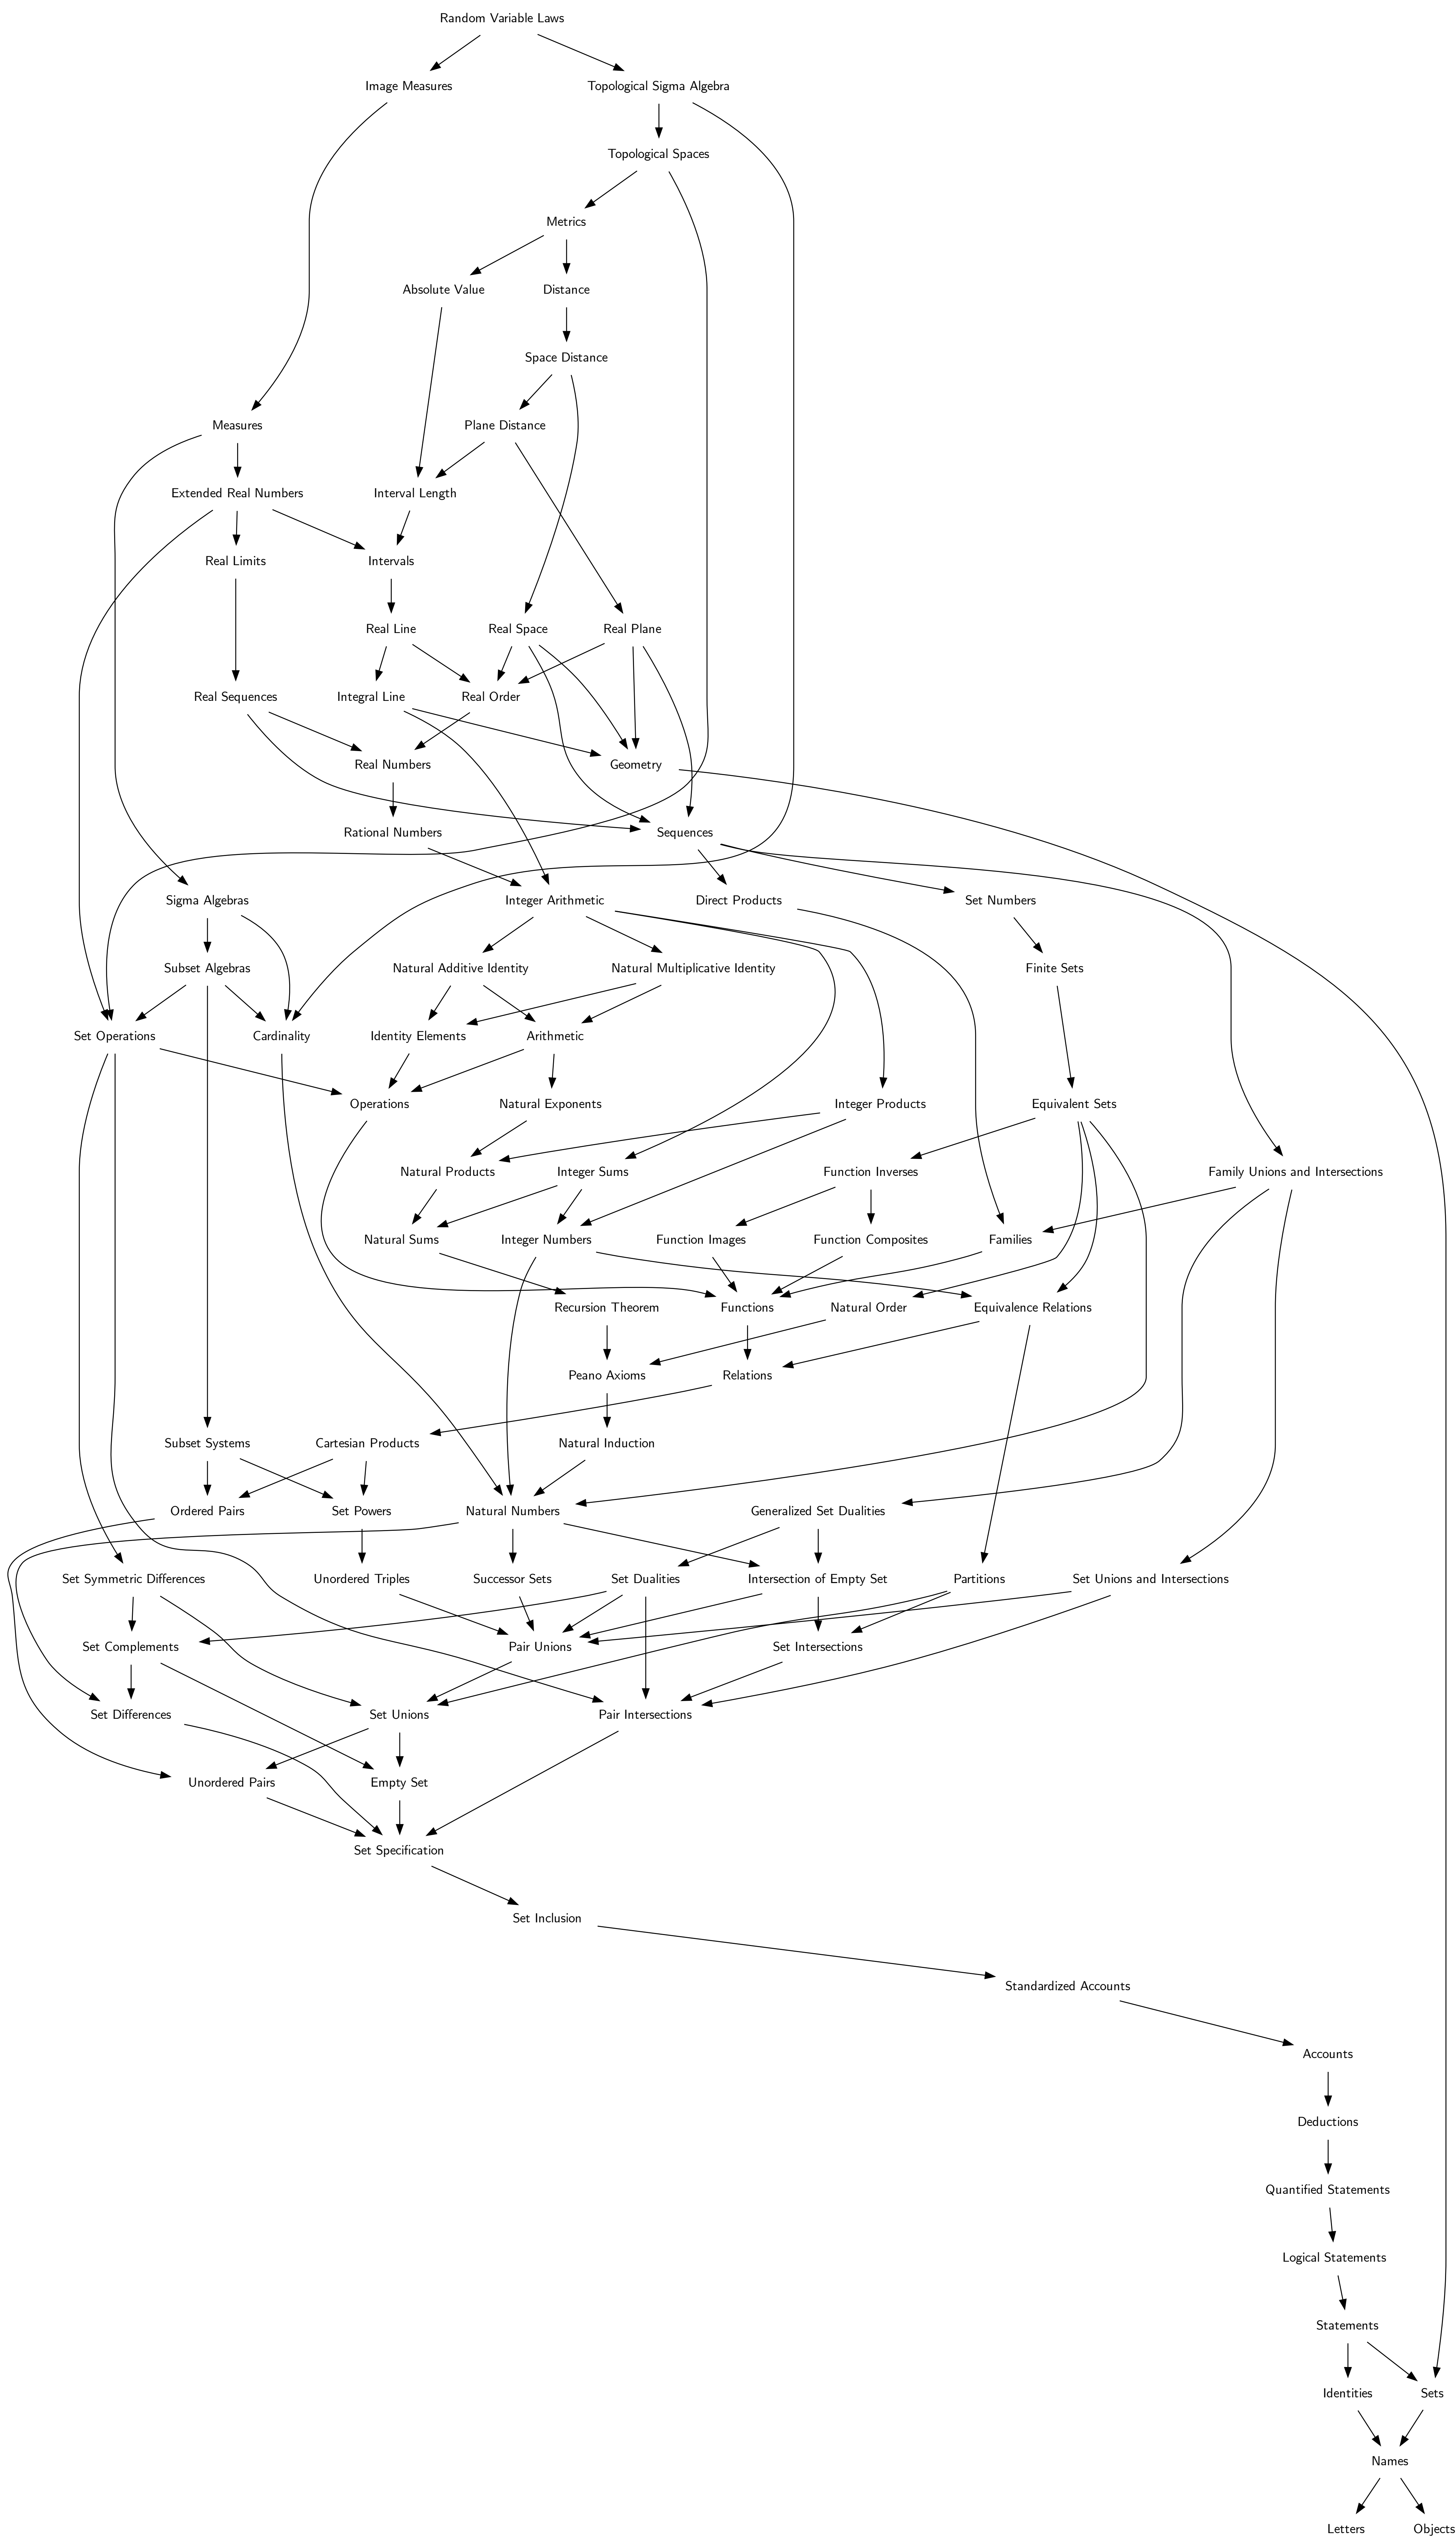 Random Variable Laws
Image Measures
Topological Sigma Algebra
Topological Spaces
Metrics
Absolute Value
Distance
Space Distance
Measures
Plane Distance
Extended Real Numbers
Interval Length
Real Limits
Intervals
Real Line
Real Space
Real Plane
Real Sequences
Integral Line
Real Order
Real Numbers
Geometry
Rational Numbers
Sequences
Sigma Algebras
Integer Arithmetic
Direct Products
Set Numbers
Subset Algebras
Natural Additive Identity
Natural Multiplicative Identity
Finite Sets
Set Operations
Cardinality
Identity Elements
Arithmetic
Operations
Natural Exponents
Integer Products
Equivalent Sets
Natural Products
Integer Sums
Function Inverses
Family Unions and Intersections
Natural Sums
Integer Numbers
Function Images
Function Composites
Families
Recursion Theorem
Functions
Natural Order
Equivalence Relations
Peano Axioms
Relations
Subset Systems
Cartesian Products
Natural Induction
Ordered Pairs
Set Powers
Natural Numbers
Generalized Set Dualities
Set Symmetric Differences
Unordered Triples
Successor Sets
Set Dualities
Intersection of Empty Set
Partitions
Set Unions and Intersections
Set Complements
Pair Unions
Set Intersections
Set Differences
Set Unions
Pair Intersections
Unordered Pairs
Empty Set
Set Specification
Set Inclusion
Standardized Accounts
Accounts
Deductions
Quantified Statements
Logical Statements
Statements
Identities
Sets
Names
Letters
Objects